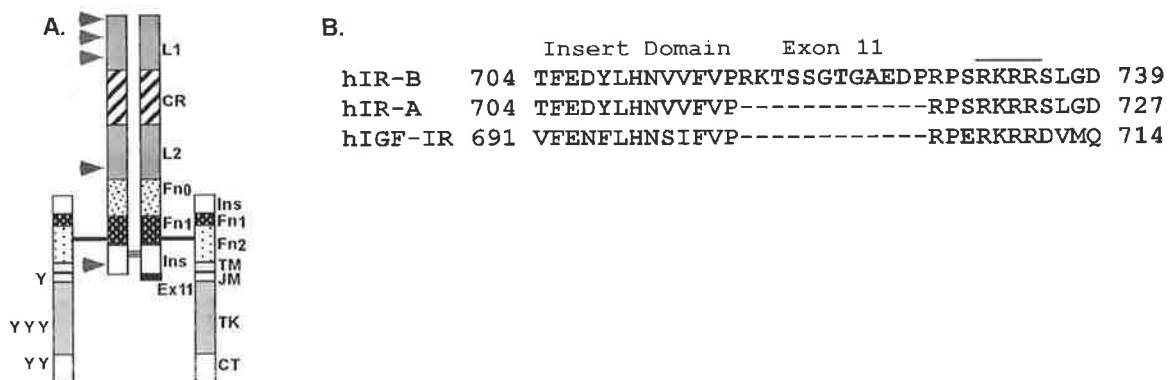 A.
L1
CR
L2
Fn0
Fn1
Ins
Ex11
Ins
Fn1
Fn2
TM
JM
TK
CT
Y
YYY
YY
B.
Insert Domain Exon 11
hIR-B 704 TFEDYLHNVVFVPRKTSSGTGAEDPRPSRKRRSLGD 739
hIR-A 704 TFEDYLHNVVFVP------------RPSRKRRSLGD 727
hIGF-IR 691 VFENFLHNSIFVP------------RPERKRRDVMQ 714